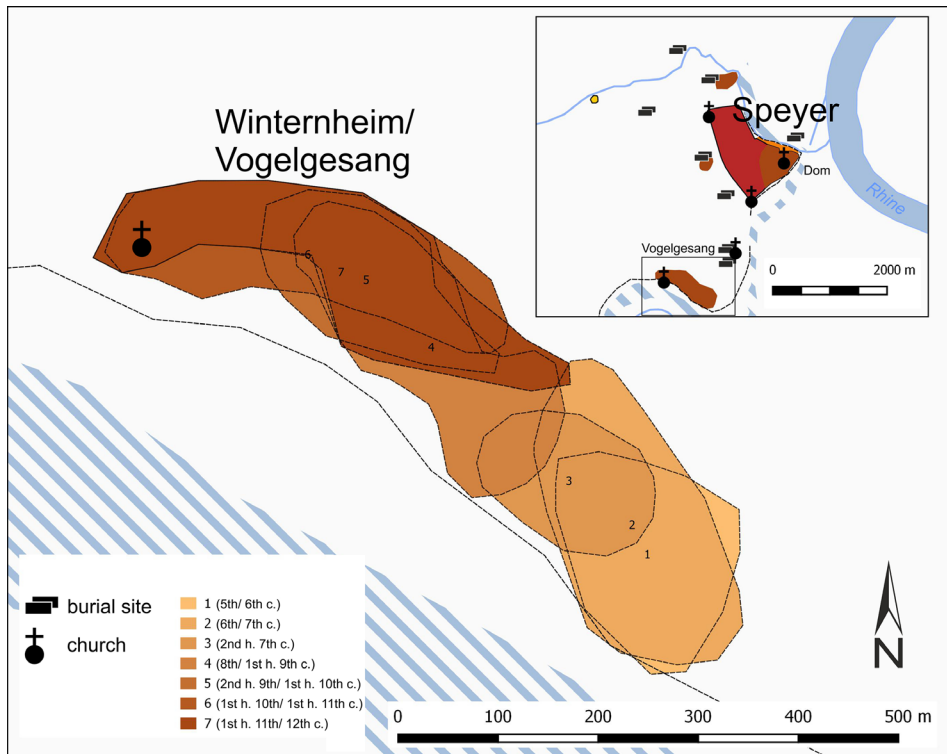 Winternheim/
Vogelgesang
6
7
5
4
3
2
1
Speyer
Dom
Rhine
Vogelgesang
0 2000 m
burial site
church
1 (5th/ 6th c.)
2 (6th/ 7th c.)
3 (2nd h. 7th c.)
4 (8th/ 1st h. 9th c.)
5 (2nd h. 9th/ 1st h. 10th c.)
6 (1st h. 10th/ 1st h. 11th c.)
7 (1st h. 11th/ 12th c.)
N
0 100 200 300 400 500 m